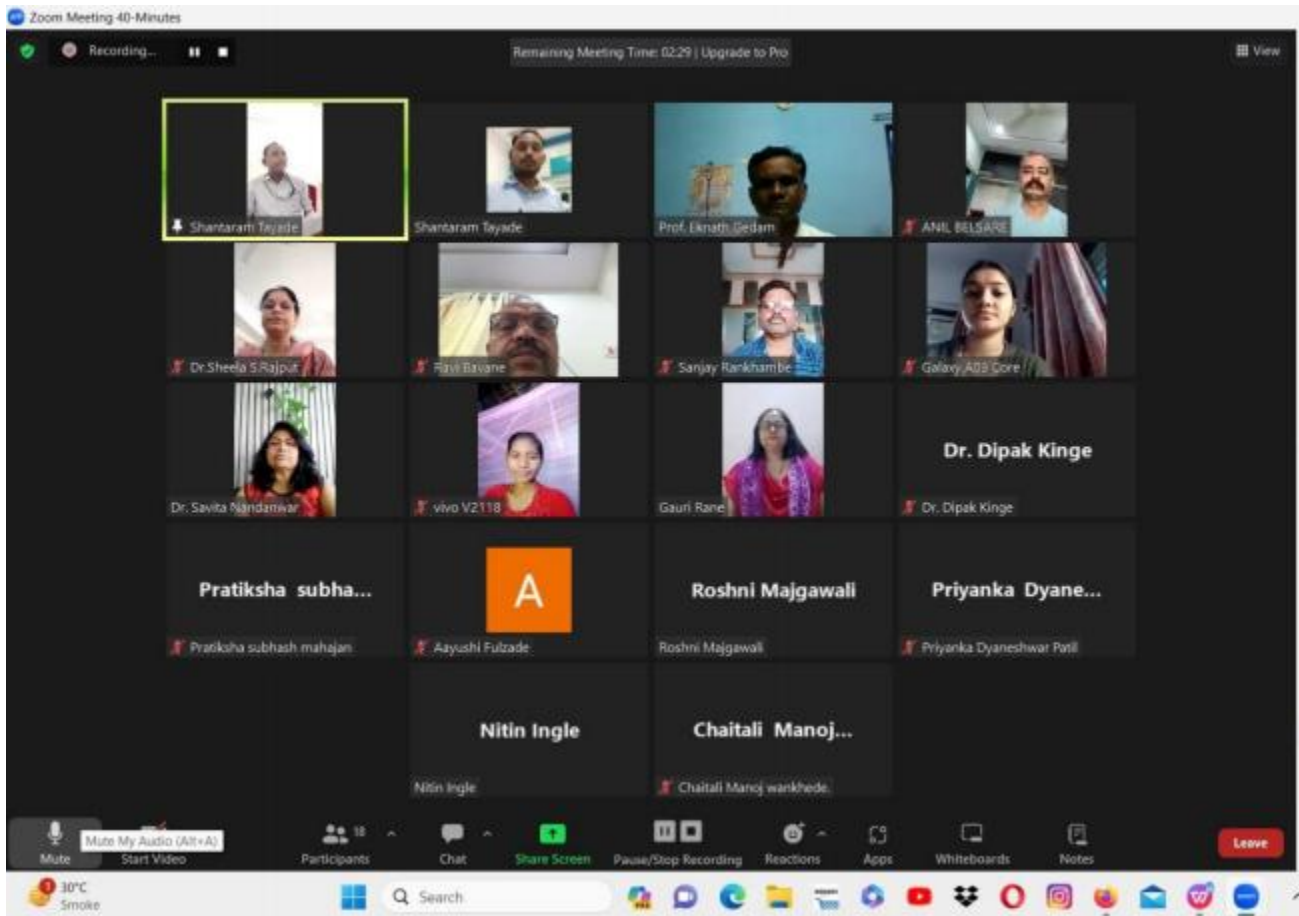 Zoom Meeting 40-Minutes
Recording...
Remaining Meeting Time: 02:29 | Upgrade to Pro
View
Shantaram Tayade
Shantaram Tayade
Prof. Eknath Gedam
ANIL BELSARE
Dr.Sheela S.Rajput
Ravi Bavane
Sanjay Rankhambe
Galaxy A03 Core
Dr. Savita Nandanwar
vivo V2118
Gauri Rane
Dr. Dipak Kinge
Dr. Dipak Kinge
Pratiksha subha...
Pratiksha subhash mahajan
A
Aayushi Fulzade
Roshni Majgawali
Roshni Majgawali
Priyanka Dyane...
Priyanka Dyaneshwar Patil
Nitin Ingle
Nitin Ingle
Chaitali Manoj...
Chaitali Manoj wankhede.
Mute My Audio (Alt+A)
Mute
Start Video
18
Participants
Chat
Share Screen
Pause/Stop Recording
Reactions
Apps
Whiteboards
Notes
Leave
1
30°C
Smoke
Search